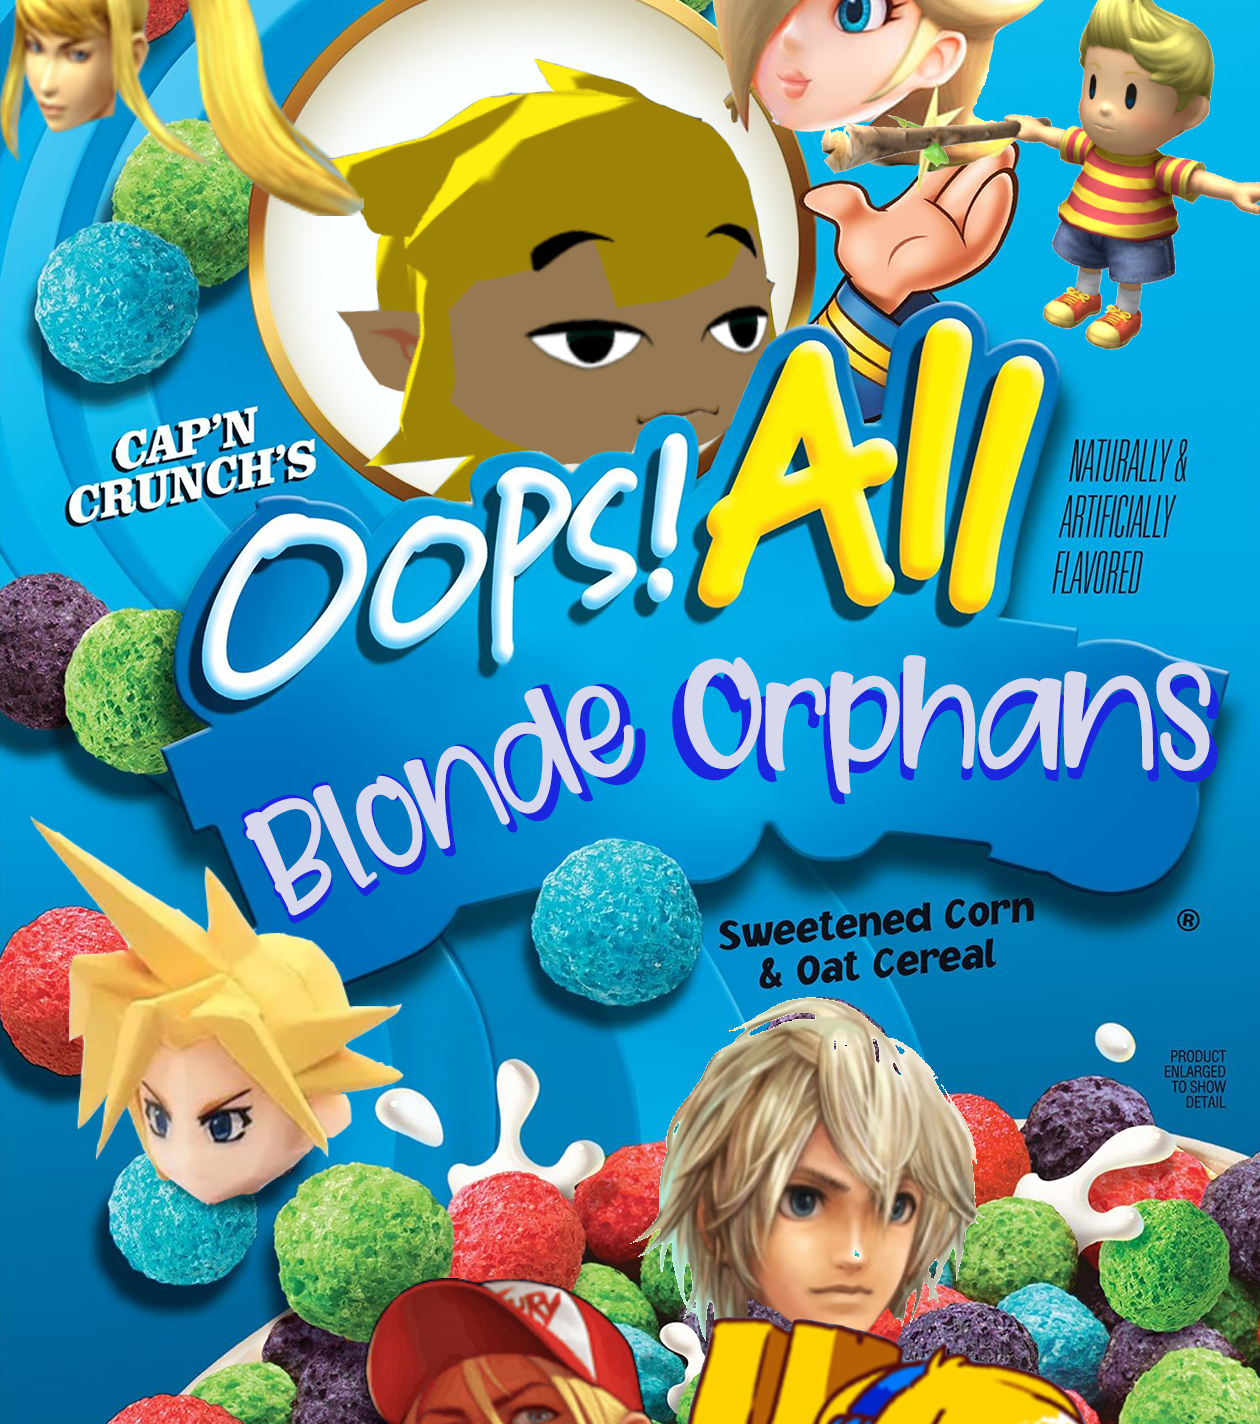 CAP'N
CRUNCH'S
Oops! All
NATURALLY &
ARTIFICIALLY
FLAVORED
Blonde Orphans
Sweetened Corn
& Oat Cereal
®
PRODUCT
ENLARGED
TO SHOW
DETAIL